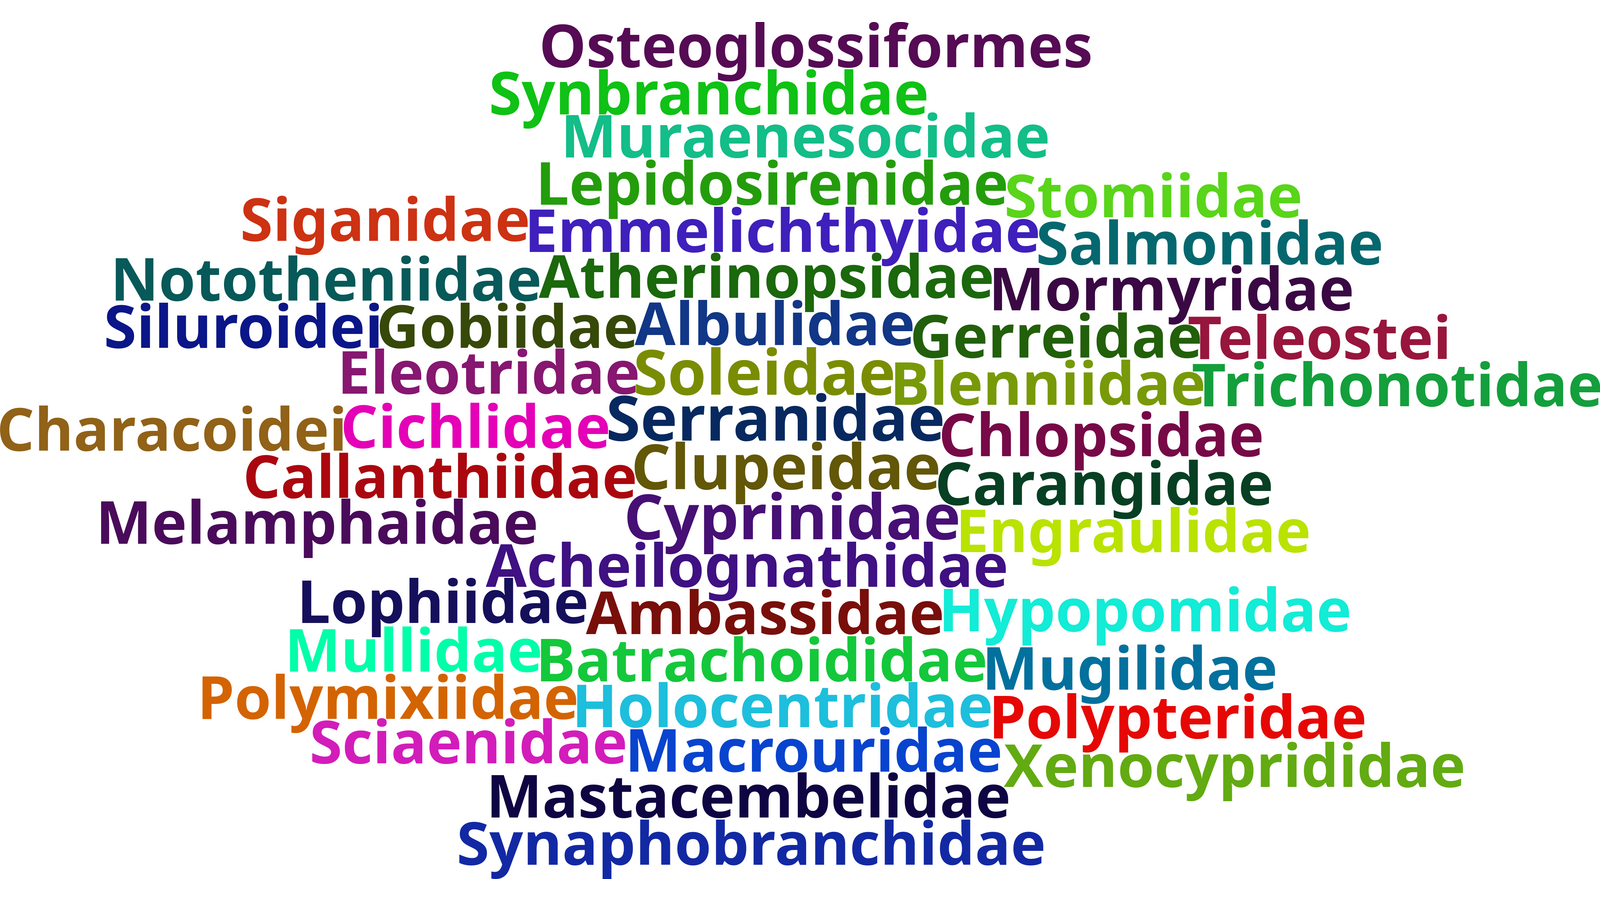 Osteoglossiformes
Synbranchidae
Muraenesocidae
Lepidosirenidae Stomiidae
Siganidae Emmelichthyidae Salmonidae
Nototheniidae Atherinopsidae Mormyridae
Siluroidei Gobiidae Albulidae Gerreidae Teleostei
Eleotridae Soleidae Blenniidae Trichonotidae
Characoidei Cichlidae Serranidae Chlopsidae
Callanthiidae Clupeidae Carangidae
Melamphaidae Cyprinidae Engraulidae
Acheilognathidae
Lophiidae Ambassidae Hypopomidae
Mullidae Batrachoididae Mugilidae
Polymixiidae Holocentridae Polypteridae
Sciaenidae Macrouridae Xenocyprididae
Mastacembelidae
Synaphobranchidae